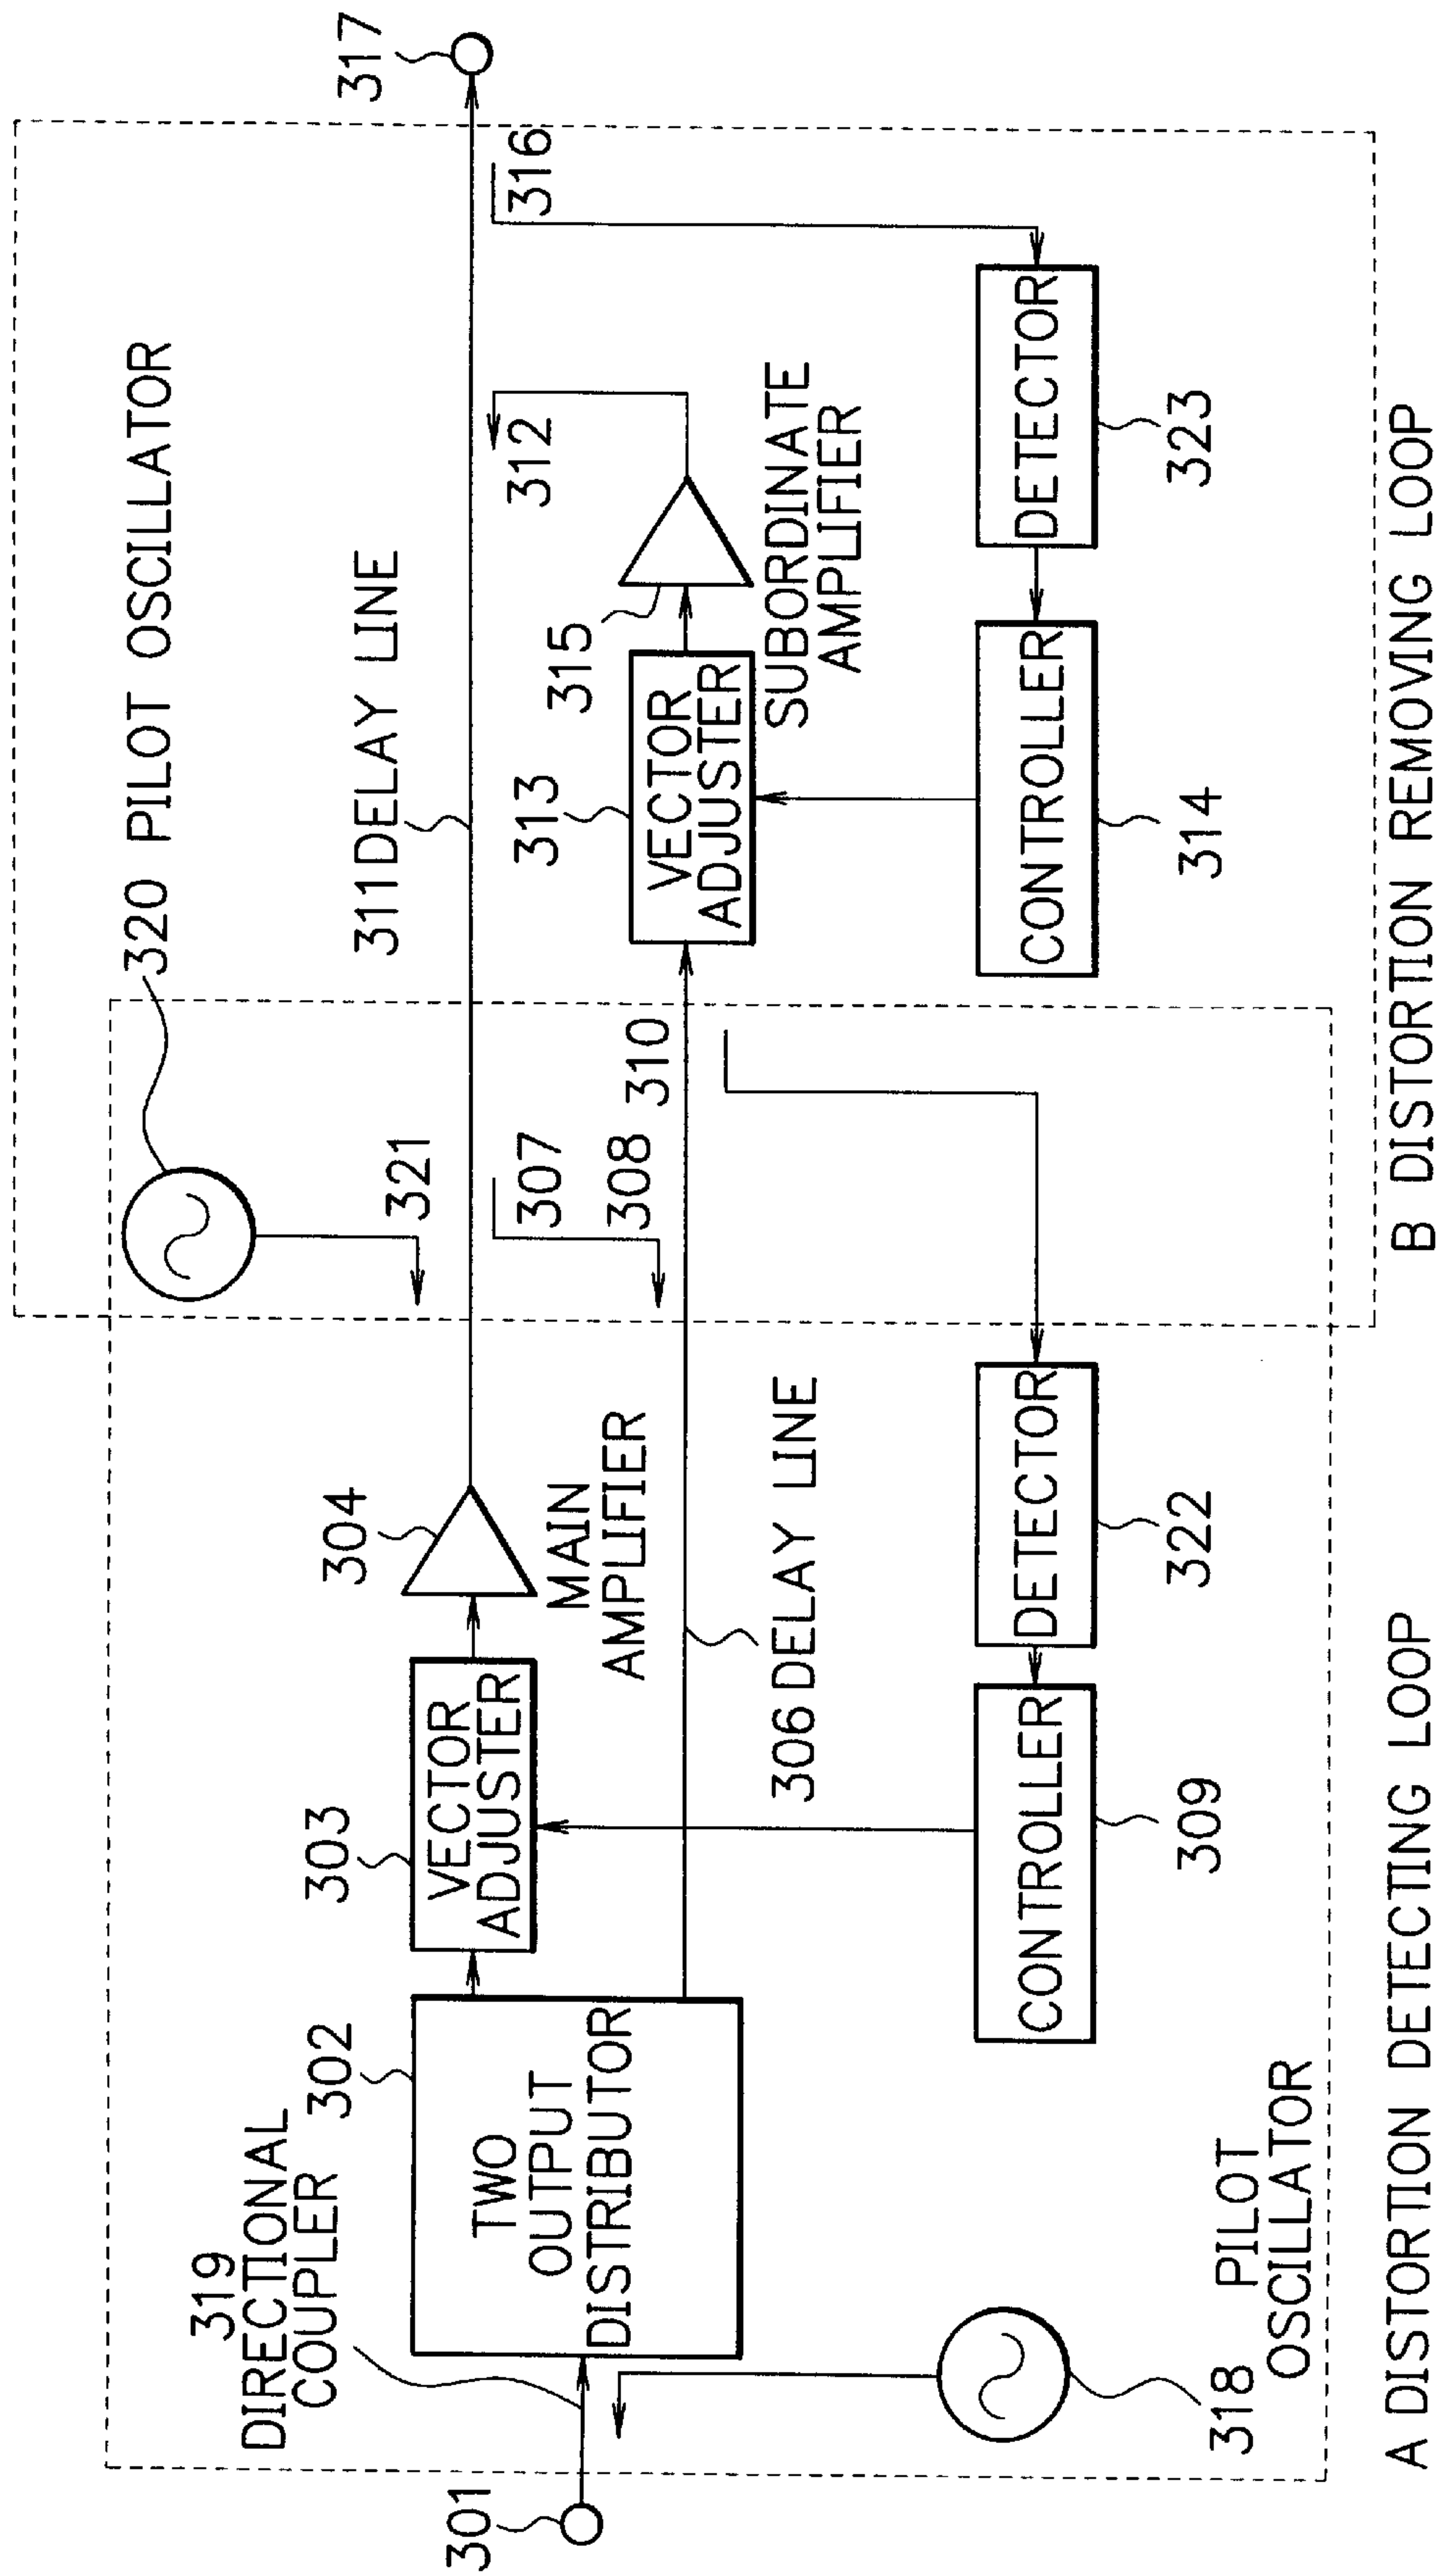 320 PILOT OSCILLATOR
317
311 DELAY LINE
321
316
312
307
308
310
304
MAIN
AMPLIFIER
303
VECTOR
ADJUSTER
313
VECTOR
ADJUSTER
315
SUBORDINATE
AMPLIFIER
319
DIRECTIONAL
COUPLER
302
TWO
OUTPUT
DISTRIBUTOR
301
306 DELAY LINE
CONTROLLER
309
DETECTOR
322
CONTROLLER
314
DETECTOR
323
318
PILOT
OSCILLATOR
A DISTORTION DETECTING LOOP
B DISTORTION REMOVING LOOP